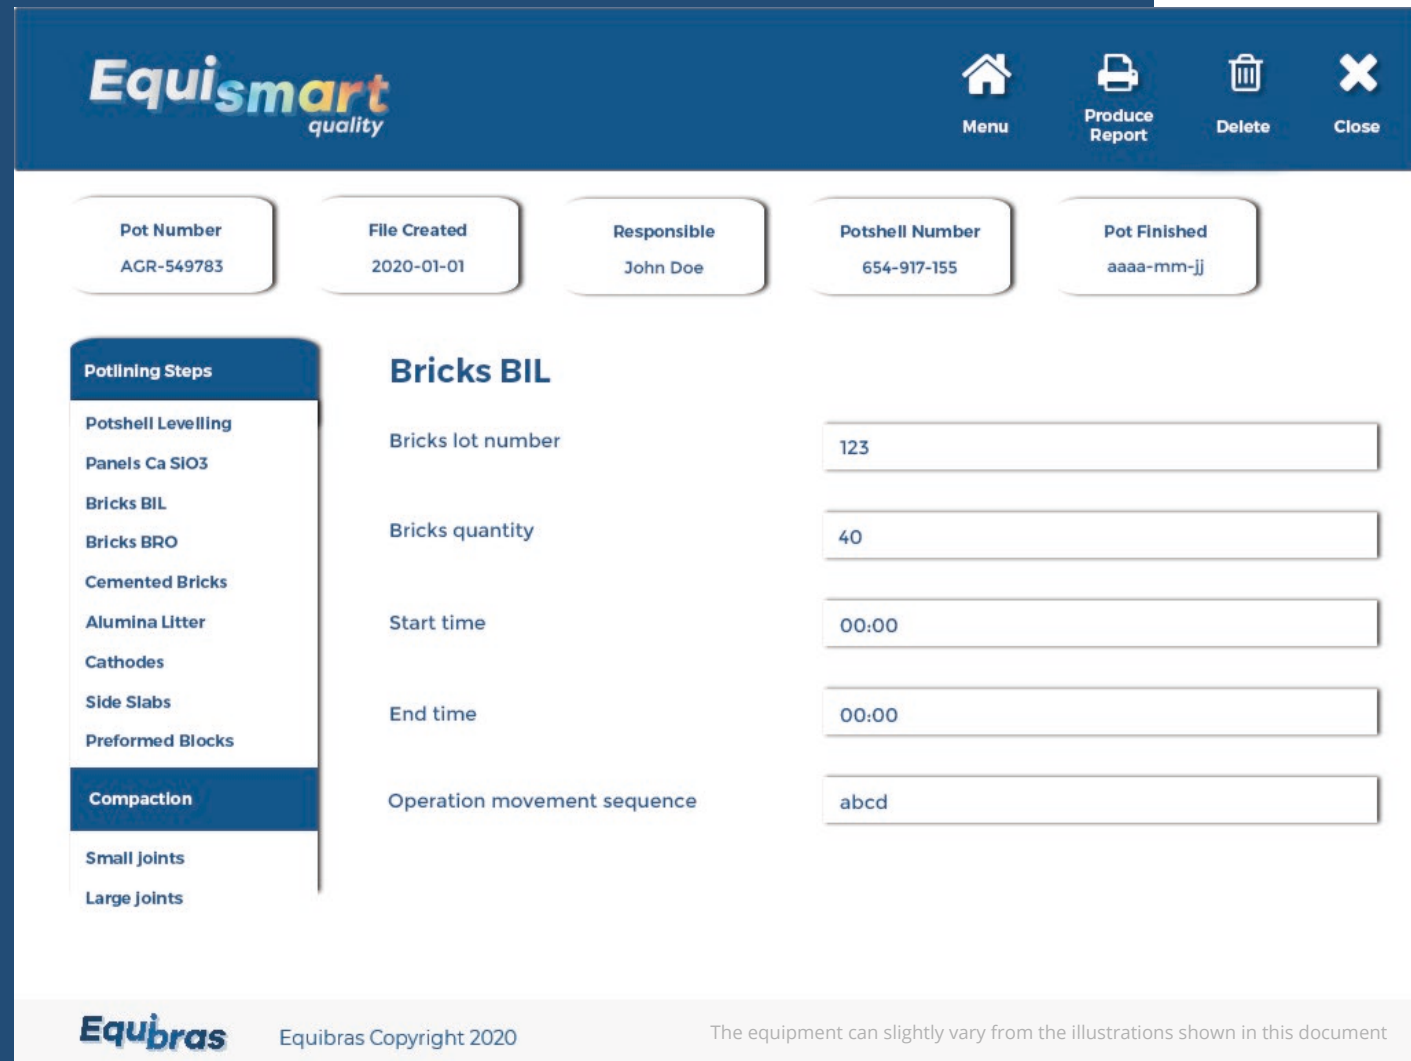 Equismart
quality
Menu
Produce
Report
Delete
Close
Pot Number
AGR-549783
File Created
2020-01-01
Responsible
John Doe
Potshell Number
654-917-155
Pot Finished
aaaa-mm-jj
Potlining Steps
Potshell Levelling
Panels Ca SiO3
Bricks BIL
Bricks BRO
Cemented Bricks
Alumina Litter
Cathodes
Side Slabs
Preformed Blocks
Compaction
Small joints
Large joints
Bricks BIL
Bricks lot number
123
Bricks quantity
40
Start time
00:00
End time
00:00
Operation movement sequence
abcd
Equibras
Equibras Copyright 2020
The equipment can slightly vary from the illustrations shown in this document